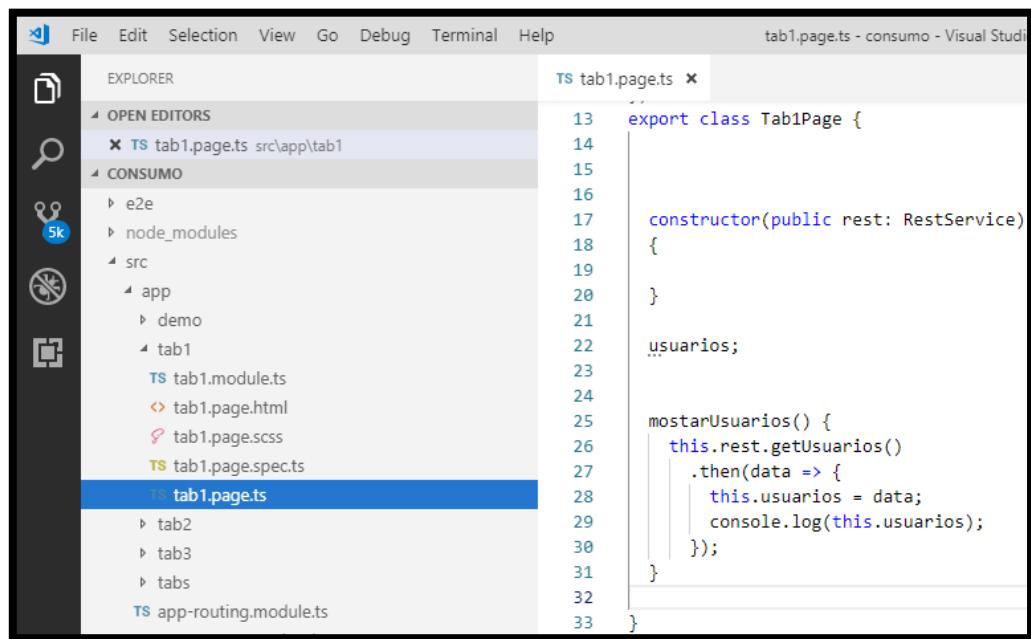 File Edit Selection View Go Debug Terminal Help tab1.page.ts - consumo - Visual Studi
EXPLORER
OPEN EDITORS
TS tab1.page.ts src\app\tab1
CONSUMO
e2e
node_modules
src
app
demo
tab1
TS tab1.module.ts
<> tab1.page.html
tab1.page.scss
TS tab1.page.spec.ts
TS tab1.page.ts
tab2
tab3
tabs
TS app-routing.module.ts
5k
TS tab1.page.ts
13 export class Tab1Page {
14
15
16
17 constructor(public rest: RestService)
18 {
19
20 }
21
22 usuarios;
23
24
25 mostarUsuarios() {
26 this.rest.getUsuarios()
27 .then(data => {
28 this.usuarios = data;
29 console.log(this.usuarios);
30 });
31 }
32
33 }